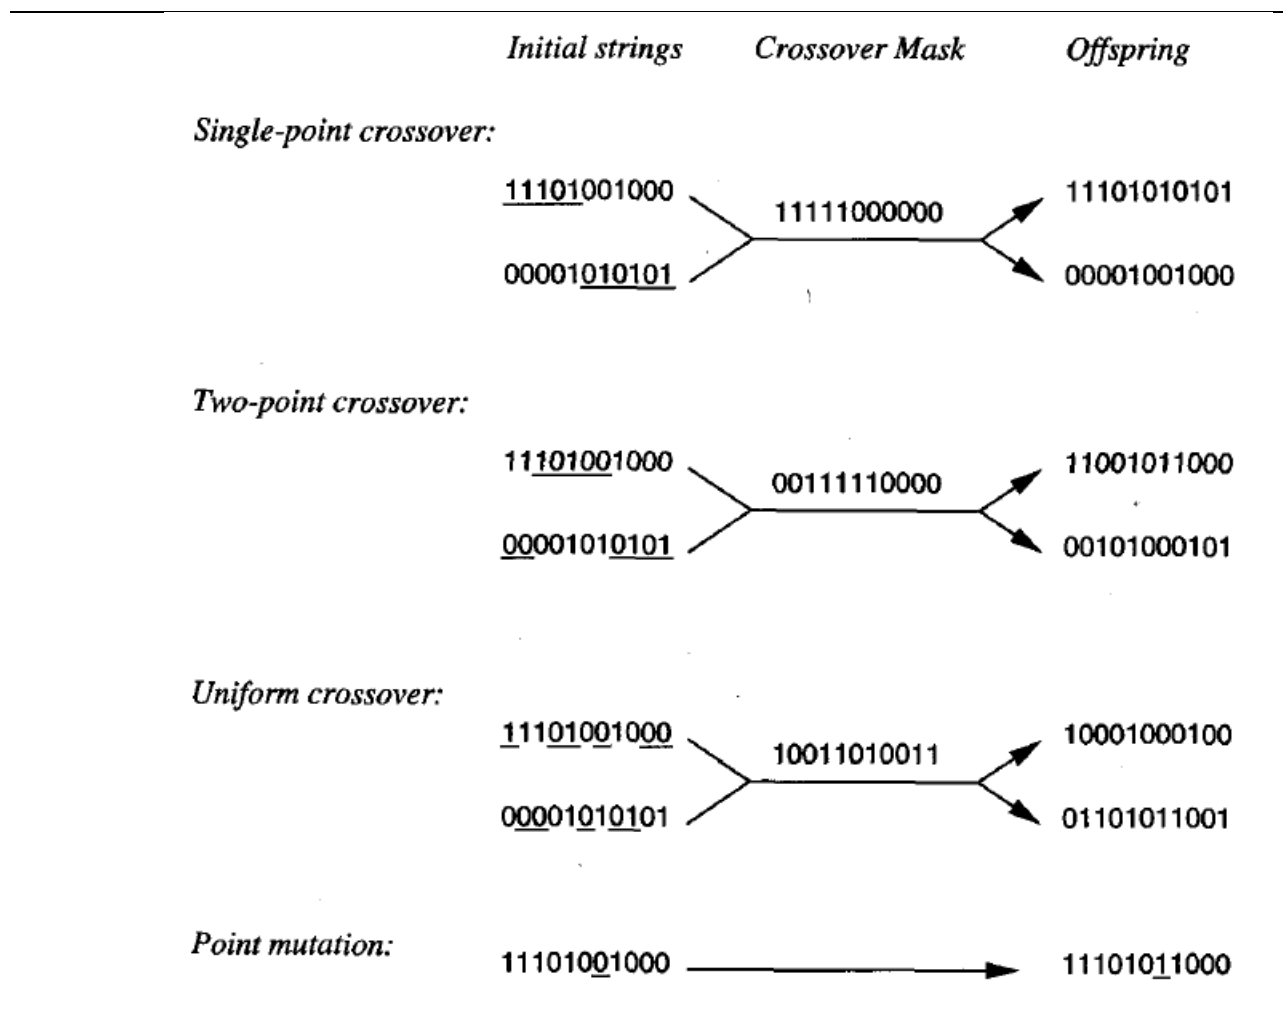 Initial strings Crossover Mask Offspring
Single-point crossover:
11101001000 11111000000 11101010101
00001010101 00001001000
Two-point crossover:
11101001000 00111110000 11001011000
00001010101 00101000101
Uniform crossover:
11101001000 10011010011 10001000100
00001010101 01101011001
Point mutation:
11101001000 11101011000